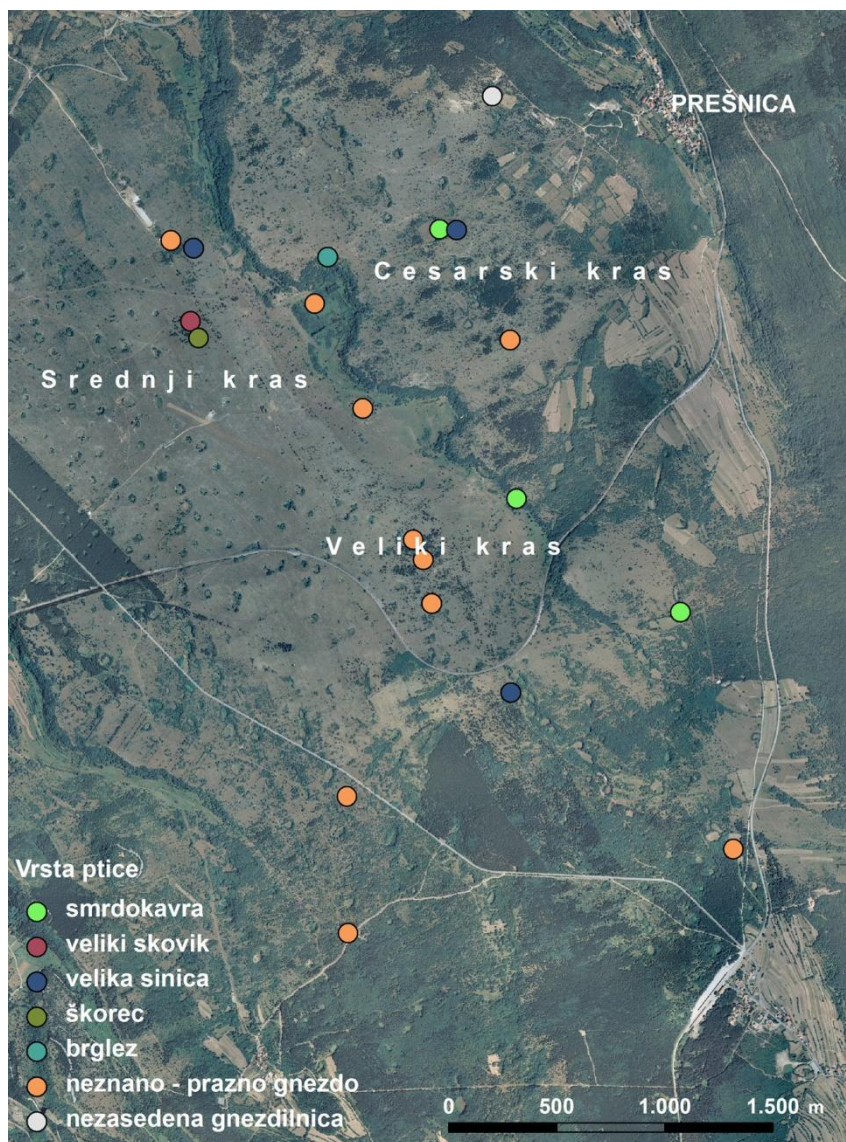 PREŠNICA
Cesarski kras
Srednji kras
Veliki kras
Vrsta ptice
smrdokavra
veliki skovik
velika sinica
škorec
brglez
neznano - prazno gnezdo
nezasedena gnezdilnica
0 500 1.000 1.500 m